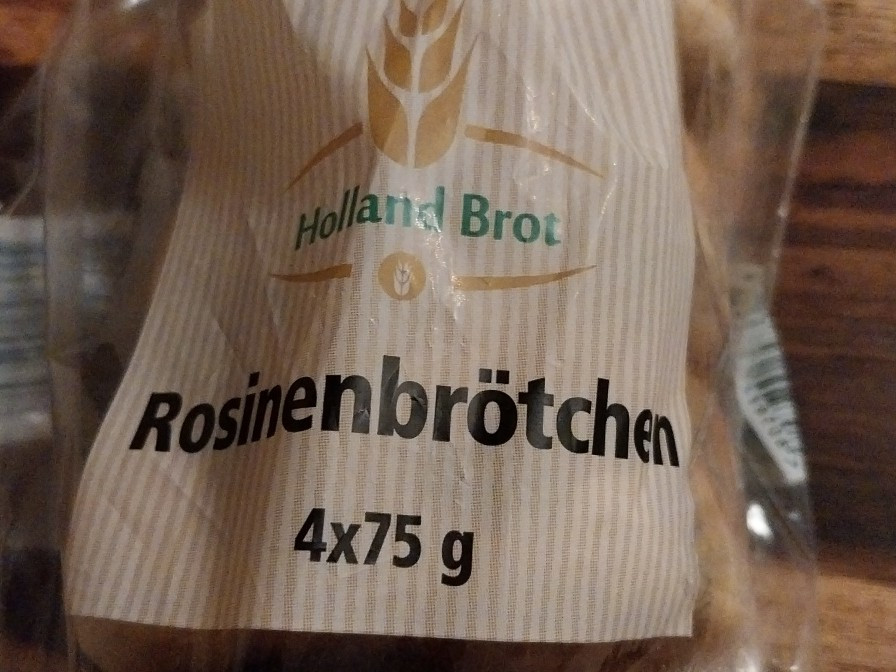 Holland Brot
Rosinenbrötchen
4x75 g